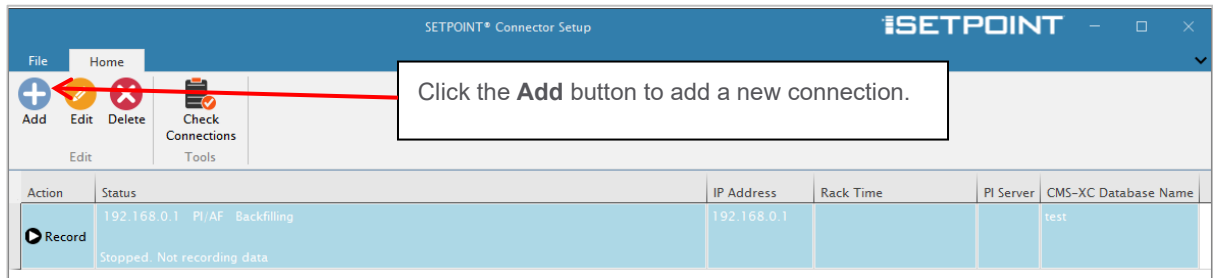 SETPOINT® Connector Setup
SETPOINT
File Home
Click the Add button to add a new connection.
Add Edit Delete Check Connections
Edit Tools
Action Status IP Address Rack Time PI Server CMS-XC Database Name
192.168.0.1 PI/AF Backfilling 192.168.0.1 test
Record
Stopped. Not recording data